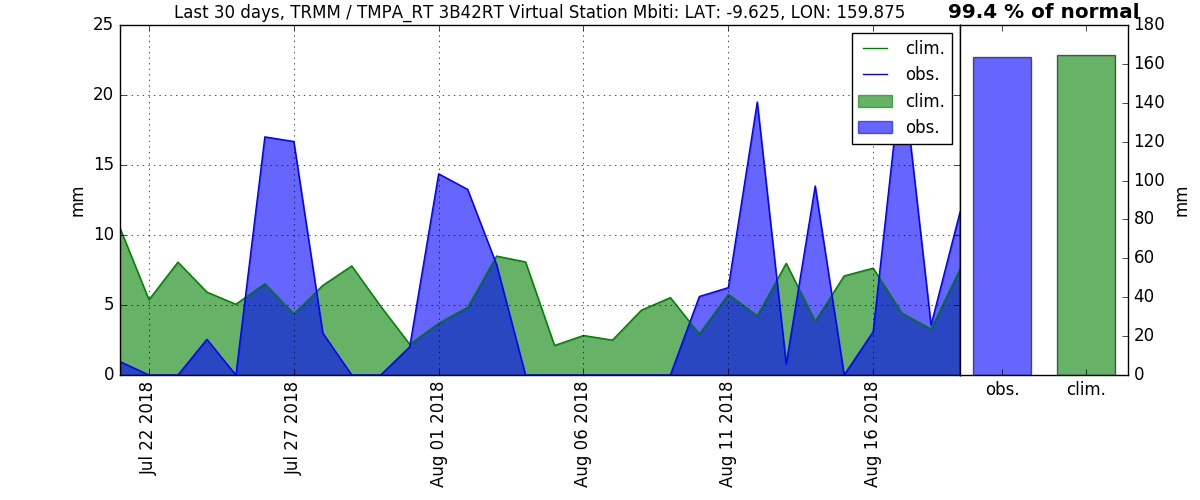 Last 30 days, TRMM / TMPA_RT 3B42RT Virtual Station Mbiti: LAT: -9.625, LON: 159.875
99.4 % of normal
25
20
15
10
5
0
mm
clim.
obs.
clim.
obs.
Jul 22 2018
Jul 27 2018
Aug 01 2018
Aug 06 2018
Aug 11 2018
Aug 16 2018
180
160
140
120
100
80
60
40
20
0
mm
obs.
clim.